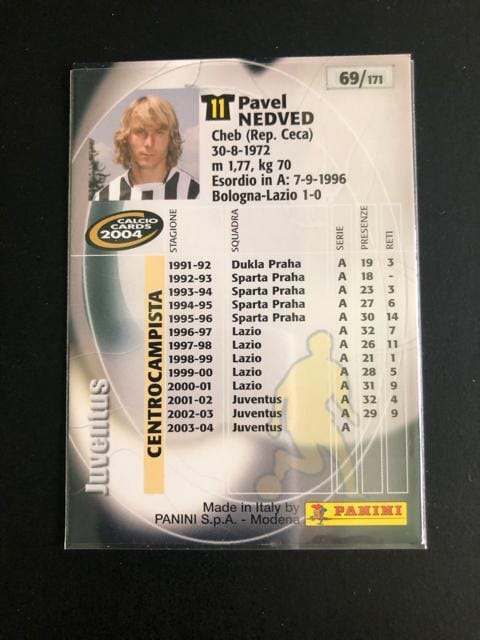 69/171
11 Pavel
NEDVED
Cheb (Rep. Ceca)
30-8-1972
m 1,77, kg 70
Esordio in A: 7-9-1996
Bologna-Lazio 1-0
CALCIO
CARDS
2004
STAGIONE SQUADRA SERIE PRESENZE RETI
1991-92 Dukla Praha A 19 3
1992-93 Sparta Praha A 18 -
1993-94 Sparta Praha A 23 3
1994-95 Sparta Praha A 27 6
1995-96 Sparta Praha A 30 14
1996-97 Lazio A 32 7
1997-98 Lazio A 26 11
1998-99 Lazio A 21 1
1999-00 Lazio A 28 5
2000-01 Lazio A 31 9
2001-02 Juventus A 32 4
2002-03 Juventus A 29 9
2003-04 Juventus A
CENTROCAMPISTA
Juventus
Made in Italy by
PANINI S.p.A. - Modena
PANINI